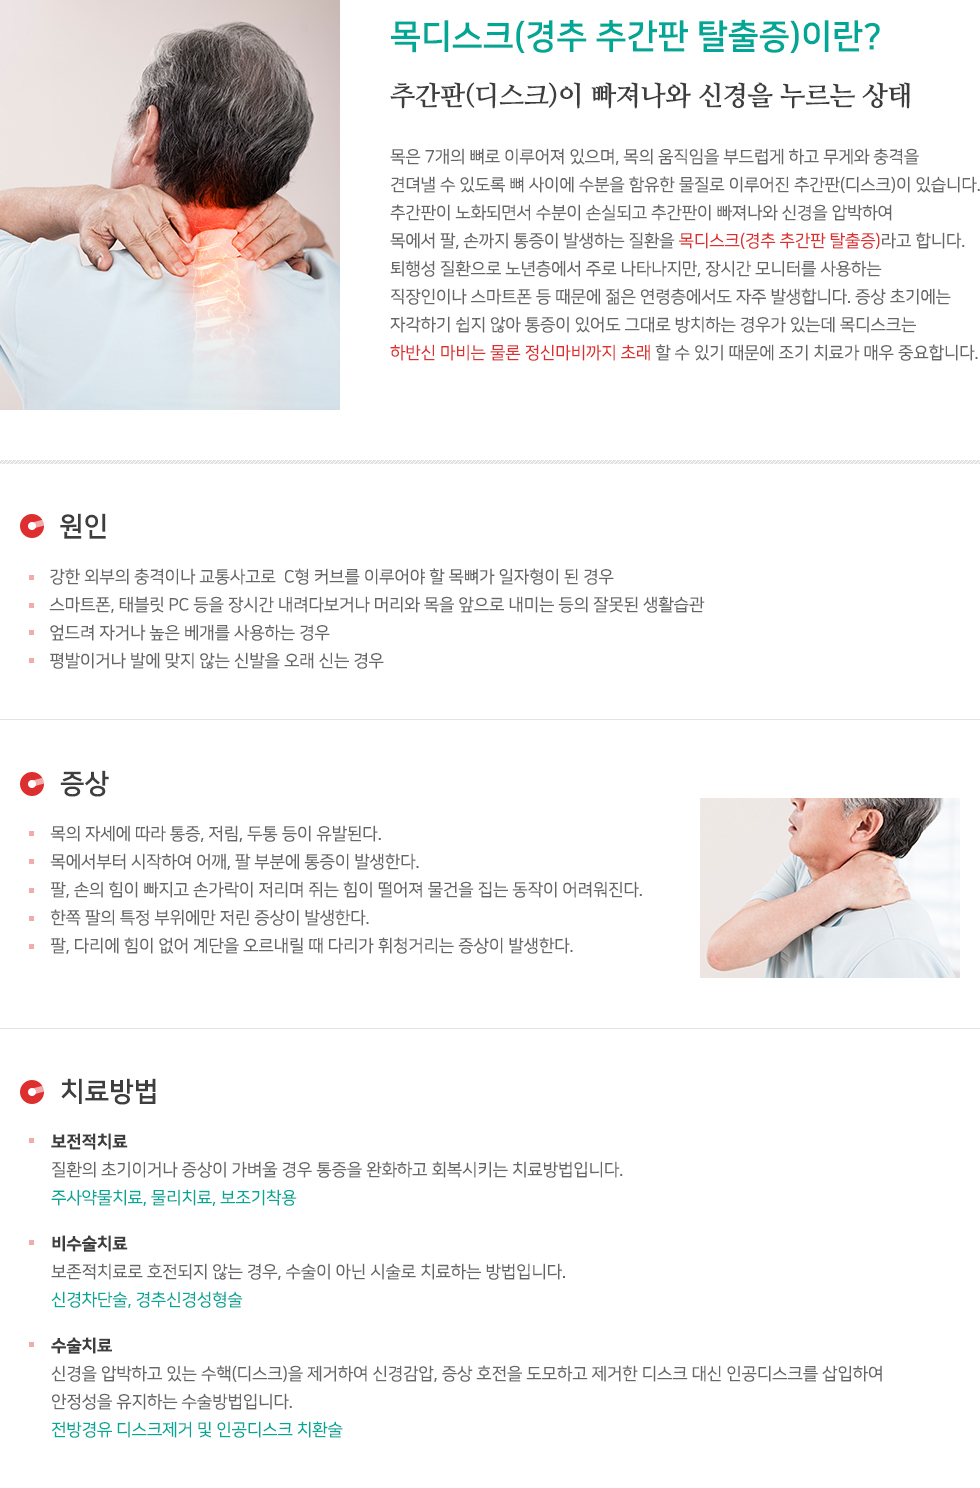 목디스크(경추 추간판 탈출증)이란?
추간판(디스크)이 빠져나와 신경을 누르는 상태
목은 7개의 뼈로 이루어져 있으며, 목의 움직임을 부드럽게 하고 무게와 충격을
견뎌낼 수 있도록 뼈 사이에 수분을 함유한 물질로 이루어진 추간판(디스크)이 있습니다.
추간판이 노화되면서 수분이 손실되고 추간판이 빠져나와 신경을 압박하여
목에서 팔, 손까지 통증이 발생하는 질환을 목디스크(경추 추간판 탈출증)라고 합니다.
퇴행성 질환으로 노년층에서 주로 나타나지만, 장시간 모니터를 사용하는
직장인이나 스마트폰 등 때문에 젊은 연령층에서도 자주 발생합니다. 증상 초기에는
자각하기 쉽지 않아 통증이 있어도 그대로 방치하는 경우가 있는데 목디스크는
하반신 마비는 물론 정신마비까지 초래 할 수 있기 때문에 조기 치료가 매우 중요합니다.
원인
강한 외부의 충격이나 교통사고로 C형 커브를 이루어야 할 목뼈가 일자형이 된 경우
스마트폰, 태블릿 PC 등을 장시간 내려다보거나 머리와 목을 앞으로 내미는 등의 잘못된 생활습관
엎드려 자거나 높은 베개를 사용하는 경우
평발이거나 발에 맞지 않는 신발을 오래 신는 경우
증상
목의 자세에 따라 통증, 저림, 두통 등이 유발된다.
목에서부터 시작하여 어깨, 팔 부분에 통증이 발생한다.
팔, 손의 힘이 빠지고 손가락이 저리며 쥐는 힘이 떨어져 물건을 집는 동작이 어려워진다.
한쪽 팔의 특정 부위에만 저린 증상이 발생한다.
팔, 다리에 힘이 없어 계단을 오르내릴 때 다리가 휘청거리는 증상이 발생한다.
치료방법
보전적치료
질환의 초기이거나 증상이 가벼울 경우 통증을 완화하고 회복시키는 치료방법입니다.
주사약물치료, 물리치료, 보조기착용
비수술치료
보존적치료로 호전되지 않는 경우, 수술이 아닌 시술로 치료하는 방법입니다.
신경차단술, 경추신경성형술
수술치료
신경을 압박하고 있는 수핵(디스크)을 제거하여 신경감압, 증상 호전을 도모하고 제거한 디스크 대신 인공디스크를 삽입하여
안정성을 유지하는 수술방법입니다.
전방경유 디스크제거 및 인공디스크 치환술